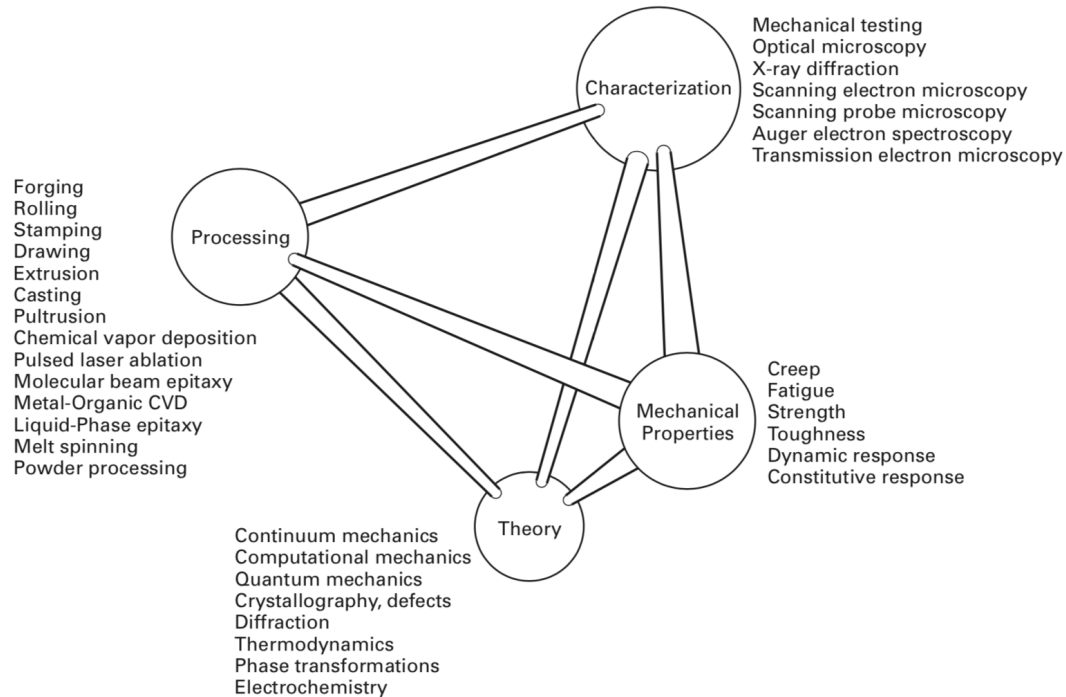 Characterization
Mechanical testing
Optical microscopy
X-ray diffraction
Scanning electron microscopy
Scanning probe microscopy
Auger electron spectroscopy
Transmission electron microscopy
Processing
Forging
Rolling
Stamping
Drawing
Extrusion
Casting
Pultrusion
Chemical vapor deposition
Pulsed laser ablation
Molecular beam epitaxy
Metal-Organic CVD
Liquid-Phase epitaxy
Melt spinning
Powder processing
Mechanical
Properties
Creep
Fatigue
Strength
Toughness
Dynamic response
Constitutive response
Theory
Continuum mechanics
Computational mechanics
Quantum mechanics
Crystallography, defects
Diffraction
Thermodynamics
Phase transformations
Electrochemistry